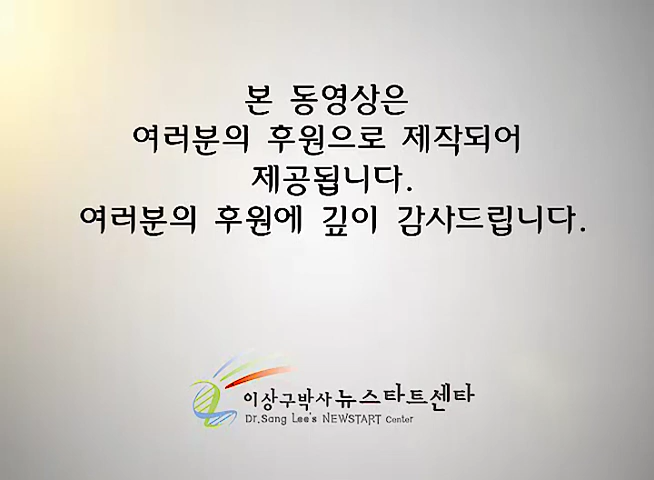 본 동영상은
여러분의 후원으로 제작되어
제공됩니다.
여러분의 후원에 깊이 감사드립니다.
이상구박사 뉴스타트센타
Dr.Sang Lee's NEWSTART Center